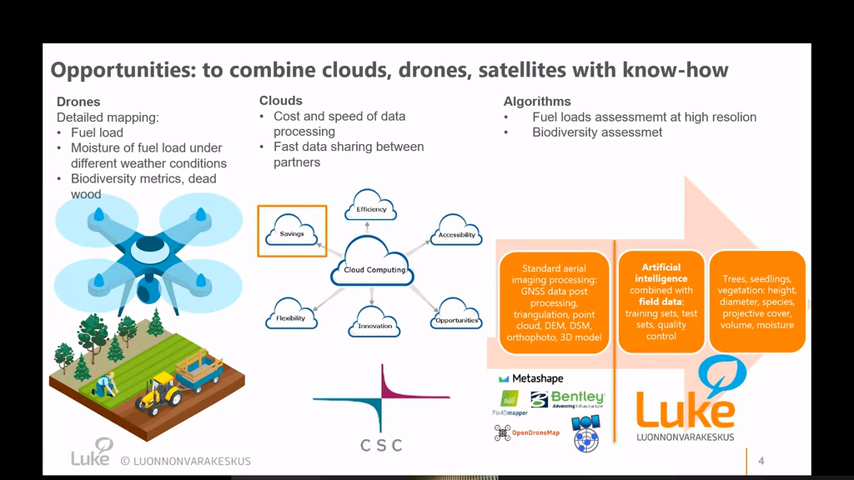 Opportunities: to combine clouds, drones, satellites with know-how
Drones
Detailed mapping:
• Fuel load
• Moisture of fuel load under
different weather conditions
• Biodiversity metrics, dead
wood
Clouds
• Cost and speed of data
processing
• Fast data sharing between
partners
Algorithms
• Fuel loads assessmemt at high resolion
• Biodiversity assessmet
Efficiency
Savings
Accessibility
Cloud Computing
Flexibility
Innovation
Opportunities
CSC
Standard aerial
imaging processing:
GNSS data post
processing,
triangulation, point
cloud, DEM, DSM,
orthophoto, 3D model
Artificial
intelligence
combined with
field data:
training sets, test
sets, quality
control
Trees, seedlings,
vegetation: height,
diameter, species,
projective cover,
volume, moisture
Metashape
Pix4Dmapper
Bentley
Advancing Infrastructure
OpenDroneMap
Luke
LUONNONVARAKESKUS
Luke
© LUONNONVARAKESKUS
4